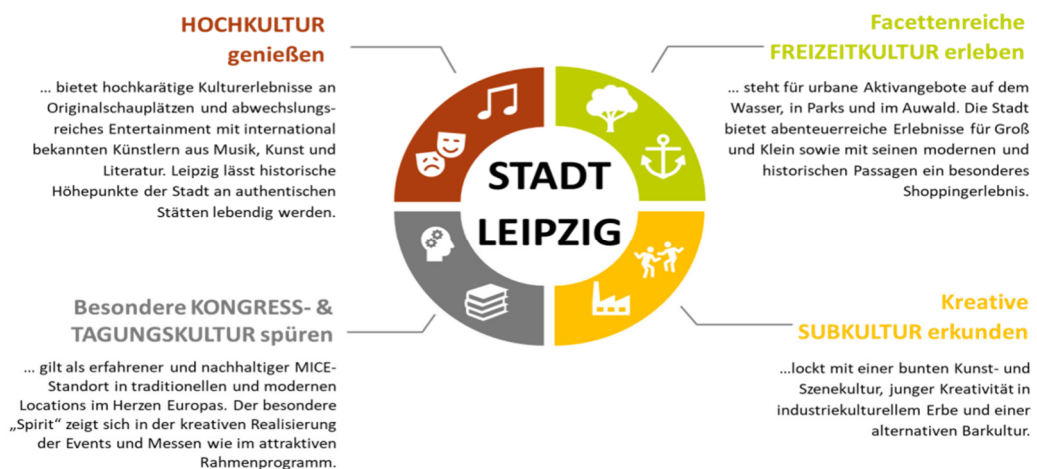 HOCHKULTUR
genießen
... bietet hochkarätige Kulturerlebnisse an
Originalschauplätzen und abwechslungs-
reiches Entertainment mit international
bekannten Künstlern aus Musik, Kunst und
Literatur. Leipzig lässt historische
Höhepunkte der Stadt an authentischen
Stätten lebendig werden.
Facettenreiche
FREIZEITKULTUR erleben
... steht für urbane Aktivangebote auf dem
Wasser, in Parks und im Auwald. Die Stadt
bietet abenteuerreiche Erlebnisse für Groß
und Klein sowie mit seinen modernen und
historischen Passagen ein besonderes
Shoppingerlebnis.
STADT
LEIPZIG
Besondere KONGRESS- &
TAGUNGSKULTUR spüren
... gilt als erfahrener und nachhaltiger MICE-
Standort in traditionellen und modernen
Locations im Herzen Europas. Der besondere
„Spirit“ zeigt sich in der kreativen Realisierung
der Events und Messen wie im attraktiven
Rahmenprogramm.
Kreative
SUBKULTUR erkunden
...lockt mit einer bunten Kunst- und
Szenekultur, junger Kreativität in
industriekulturellem Erbe und einer
alternativen Barkultur.